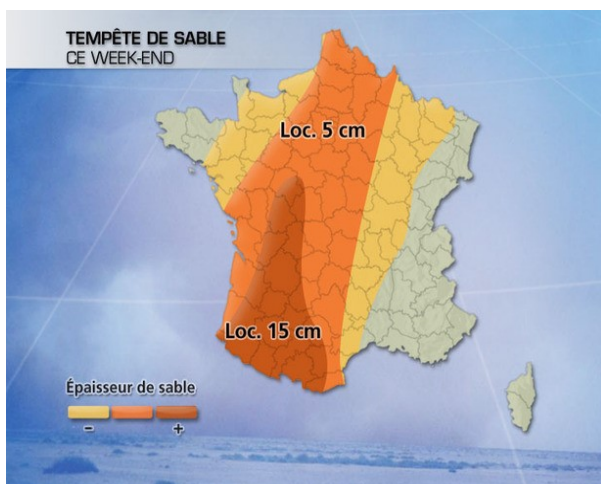 TEMPÊTE DE SABLE
CE WEEK-END
Loc. 5 cm
Loc. 15 cm
Épaisseur de sable
- +